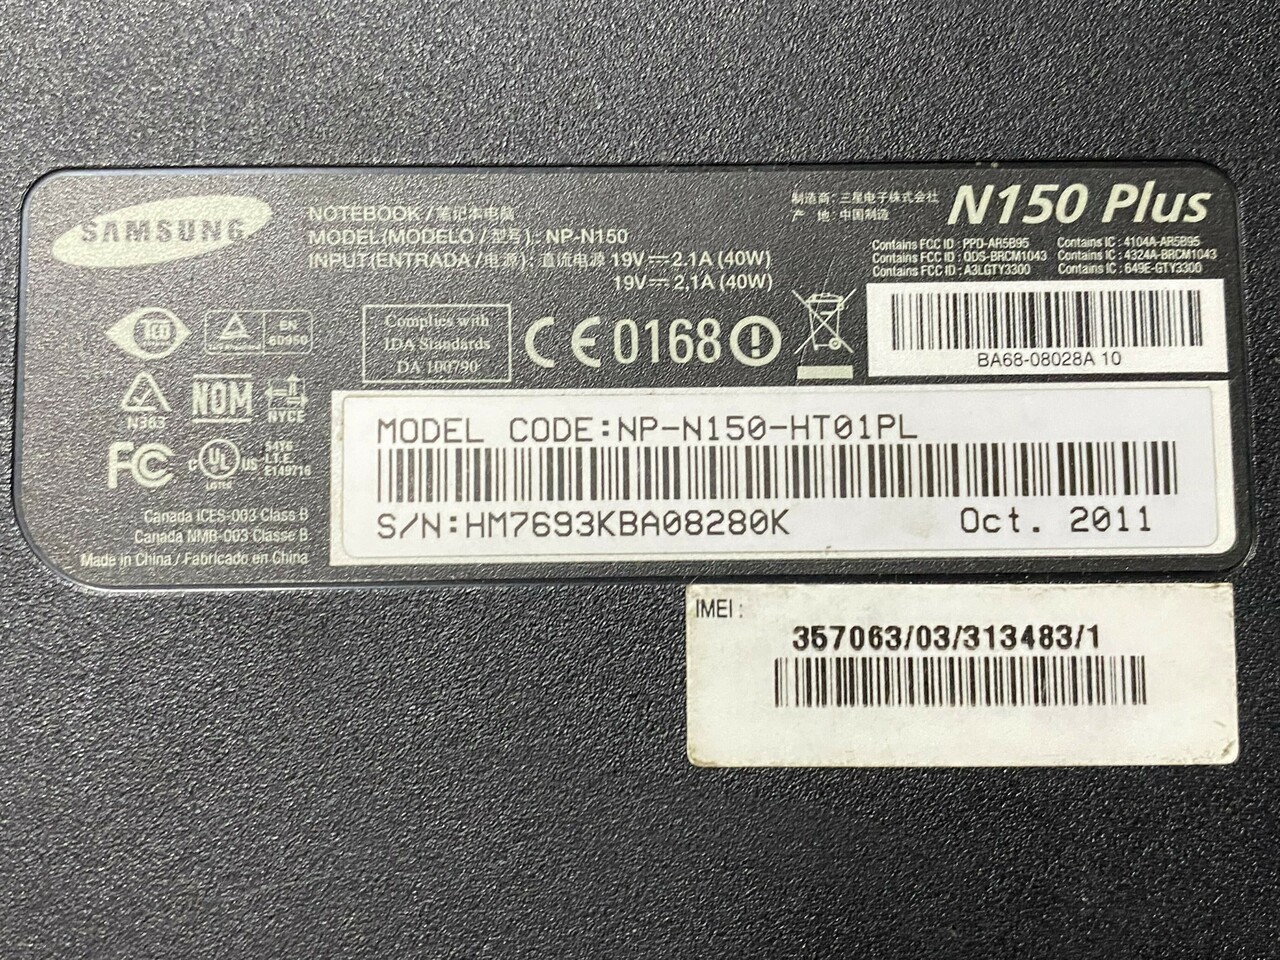 SAMSUNG
NOTEBOOK / 笔记本电脑
MODEL(MODELO / 型号) : NP-N150
INPUT(ENTRADA / 电源) : 直流电源 19V⎓2.1A (40W)
19V⎓2,1A (40W)
制造商 : 三星电子株式会社
产 地 : 中国制造
N150 Plus
Contains FCC ID : PPD-AR5B95 Contains IC : 4104A-AR5B95
Contains FCC ID : QDS-BRCM1043 Contains IC : 4324A-BRCM1043
Contains FCC ID : A3LGTY3300 Contains IC : 649E-GTY3300
TCO
EN
60950
Complies with
IDA Standards
DA 100790
CE0168
BA68-08028A 10
N363
NOM
NYCE
FC
c UL us
LISTED
I.T.E.
E149716
Canada ICES-003 Class B
Canada NMB-003 Classe B
Made in China / Fabricado en China
MODEL CODE:NP-N150-HT01PL
S/N:HM7693KBA08280K Oct. 2011
IMEI :
357063/03/313483/1